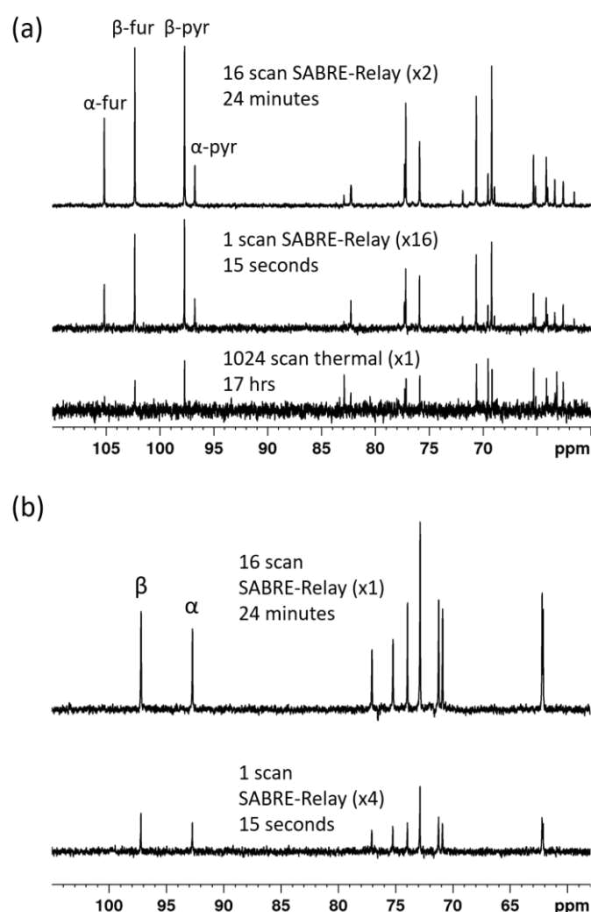 (a)
β-fur
β-pyr
α-fur
α-pyr
16 scan SABRE-Relay (x2)
24 minutes
1 scan SABRE-Relay (x16)
15 seconds
1024 scan thermal (x1)
17 hrs
105 100 95 90 85 80 75 70 ppm
(b)
β
α
16 scan
SABRE-Relay (x1)
24 minutes
1 scan
SABRE-Relay (x4)
15 seconds
100 95 90 85 80 75 70 65 ppm